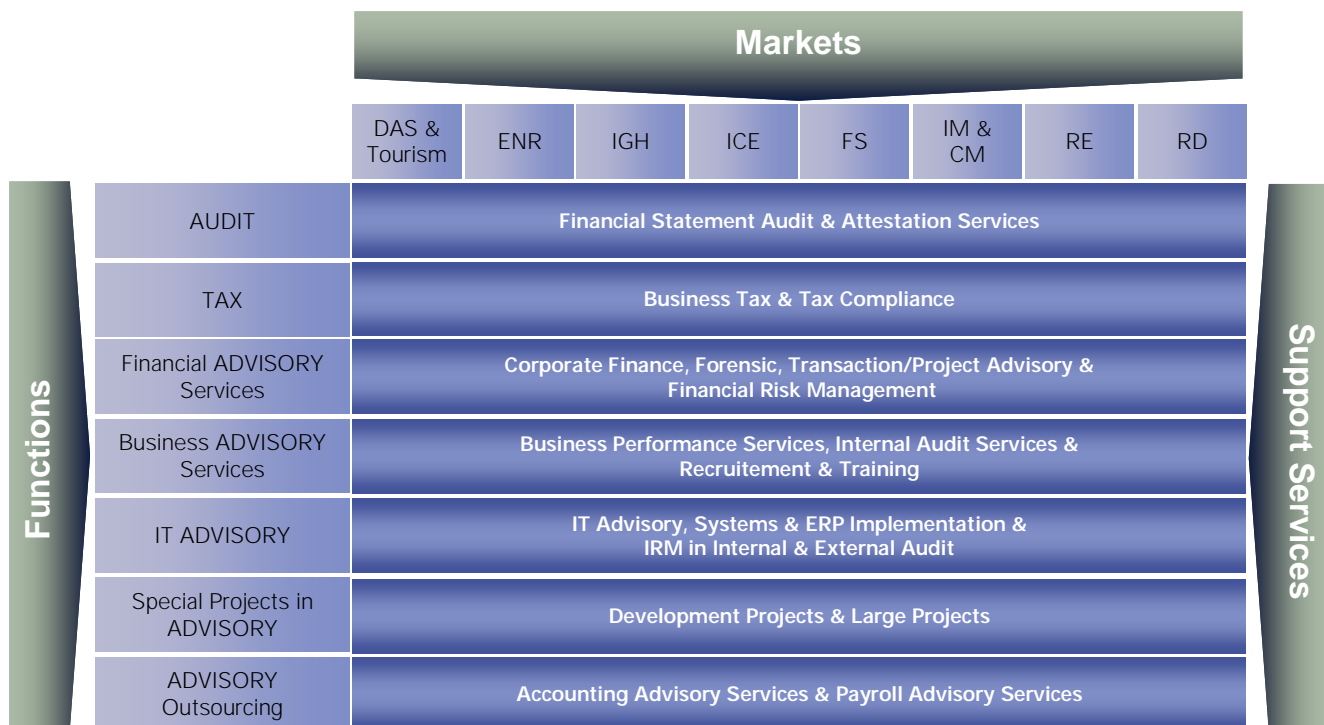 Markets
DAS &
Tourism
ENR
IGH
ICE
FS
IM &
CM
RE
RD
Functions
AUDIT
Financial Statement Audit & Attestation Services
TAX
Business Tax & Tax Compliance
Financial ADVISORY
Services
Corporate Finance, Forensic, Transaction/Project Advisory &
Financial Risk Management
Business ADVISORY
Services
Business Performance Services, Internal Audit Services &
Recruitement & Training
IT ADVISORY
IT Advisory, Systems & ERP Implementation &
IRM in Internal & External Audit
Special Projects in
ADVISORY
Development Projects & Large Projects
ADVISORY
Outsourcing
Accounting Advisory Services & Payroll Advisory Services
Support Services